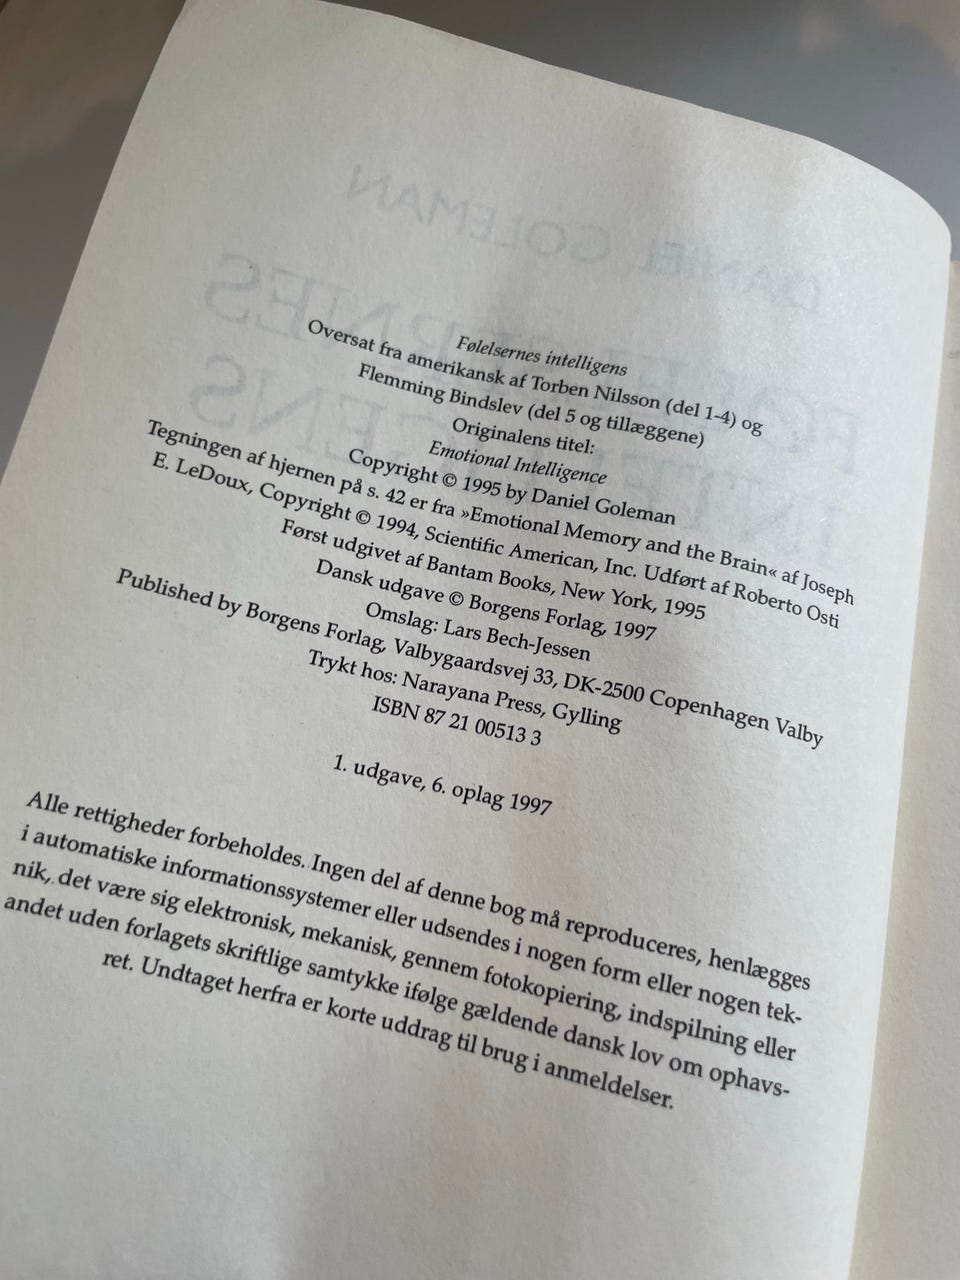 Følelsernes intelligens
Oversat fra amerikansk af Torben Nilsson (del 1-4) og
Flemming Bindslev (del 5 og tillæggene)
Originalens titel:
Emotional Intelligence
Copyright © 1995 by Daniel Goleman
Tegningen af hjernen på s. 42 er fra »Emotional Memory and the Brain« af Joseph
E. LeDoux, Copyright © 1994, Scientific American, Inc. Udført af Roberto Osti
Først udgivet af Bantam Books, New York, 1995
Dansk udgave © Borgens Forlag, 1997
Omslag: Lars Bech-Jessen
Published by Borgens Forlag, Valbygaardsvej 33, DK-2500 Copenhagen Valby
Trykt hos: Narayana Press, Gylling
ISBN 87 21 00513 3
1. udgave, 6. oplag 1997
Alle rettigheder forbeholdes. Ingen del af denne bog må reproduceres, henlægges
i automatiske informationssystemer eller udsendes i nogen form eller nogen tek-
nik, det være sig elektronisk, mekanisk, gennem fotokopiering, indspilning eller
andet uden forlagets skriftlige samtykke ifølge gældende dansk lov om ophavs-
ret. Undtaget herfra er korte uddrag til brug i anmeldelser.